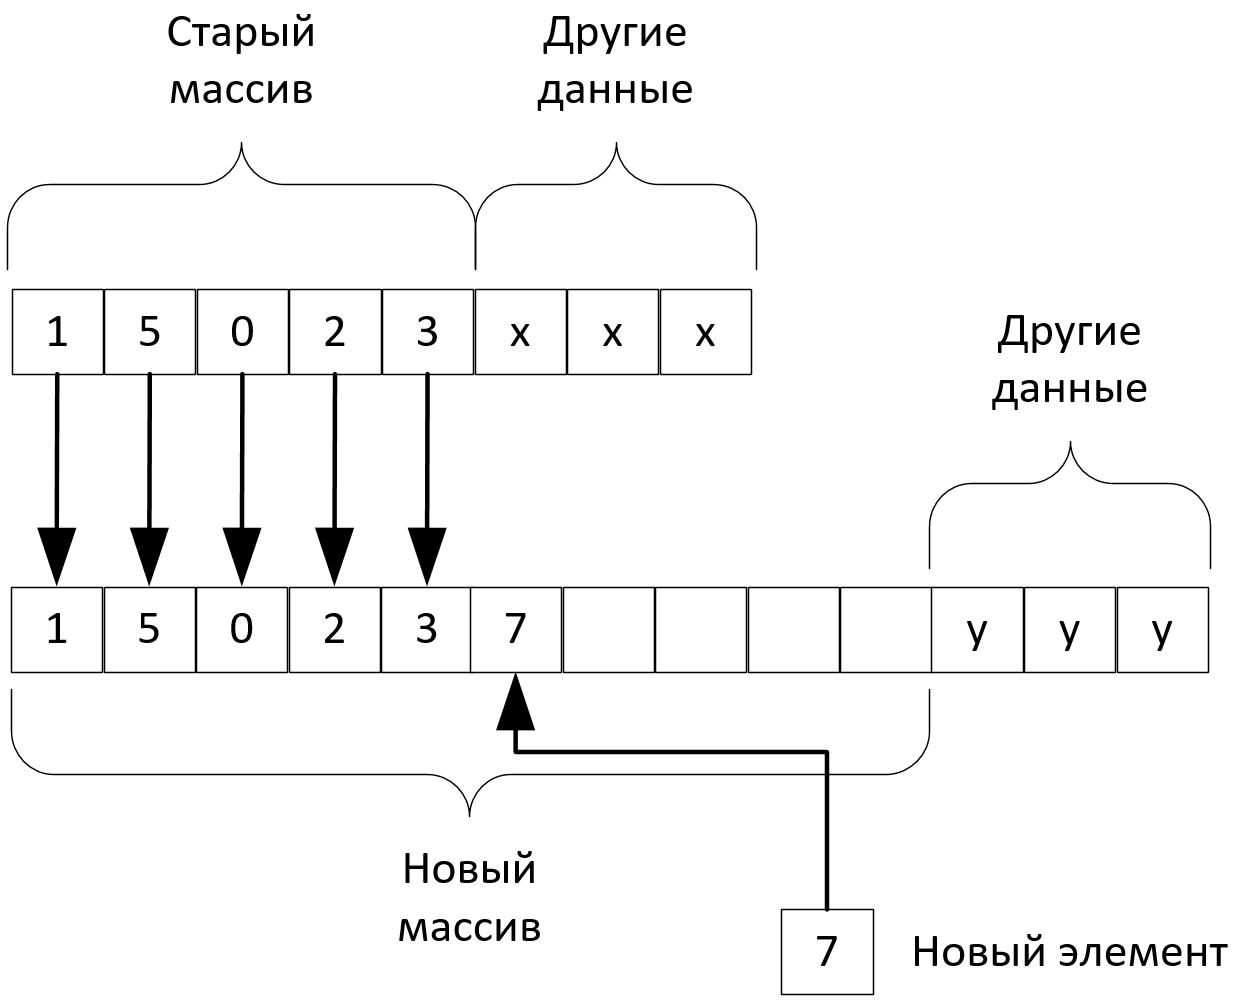 Старый
массив
Другие
данные
1 5 0 2 3 x x x
Другие
данные
1 5 0 2 3 7 y y y
Новый
массив
7 Новый элемент